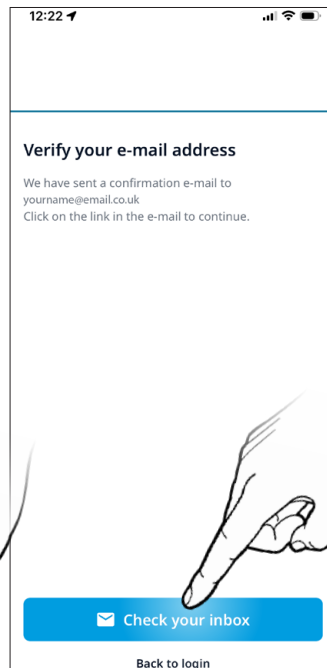 12:22
Verify your e-mail address
We have sent a confirmation e-mail to
yourname@email.co.uk
Click on the link in the e-mail to continue.
Check your inbox
Back to login